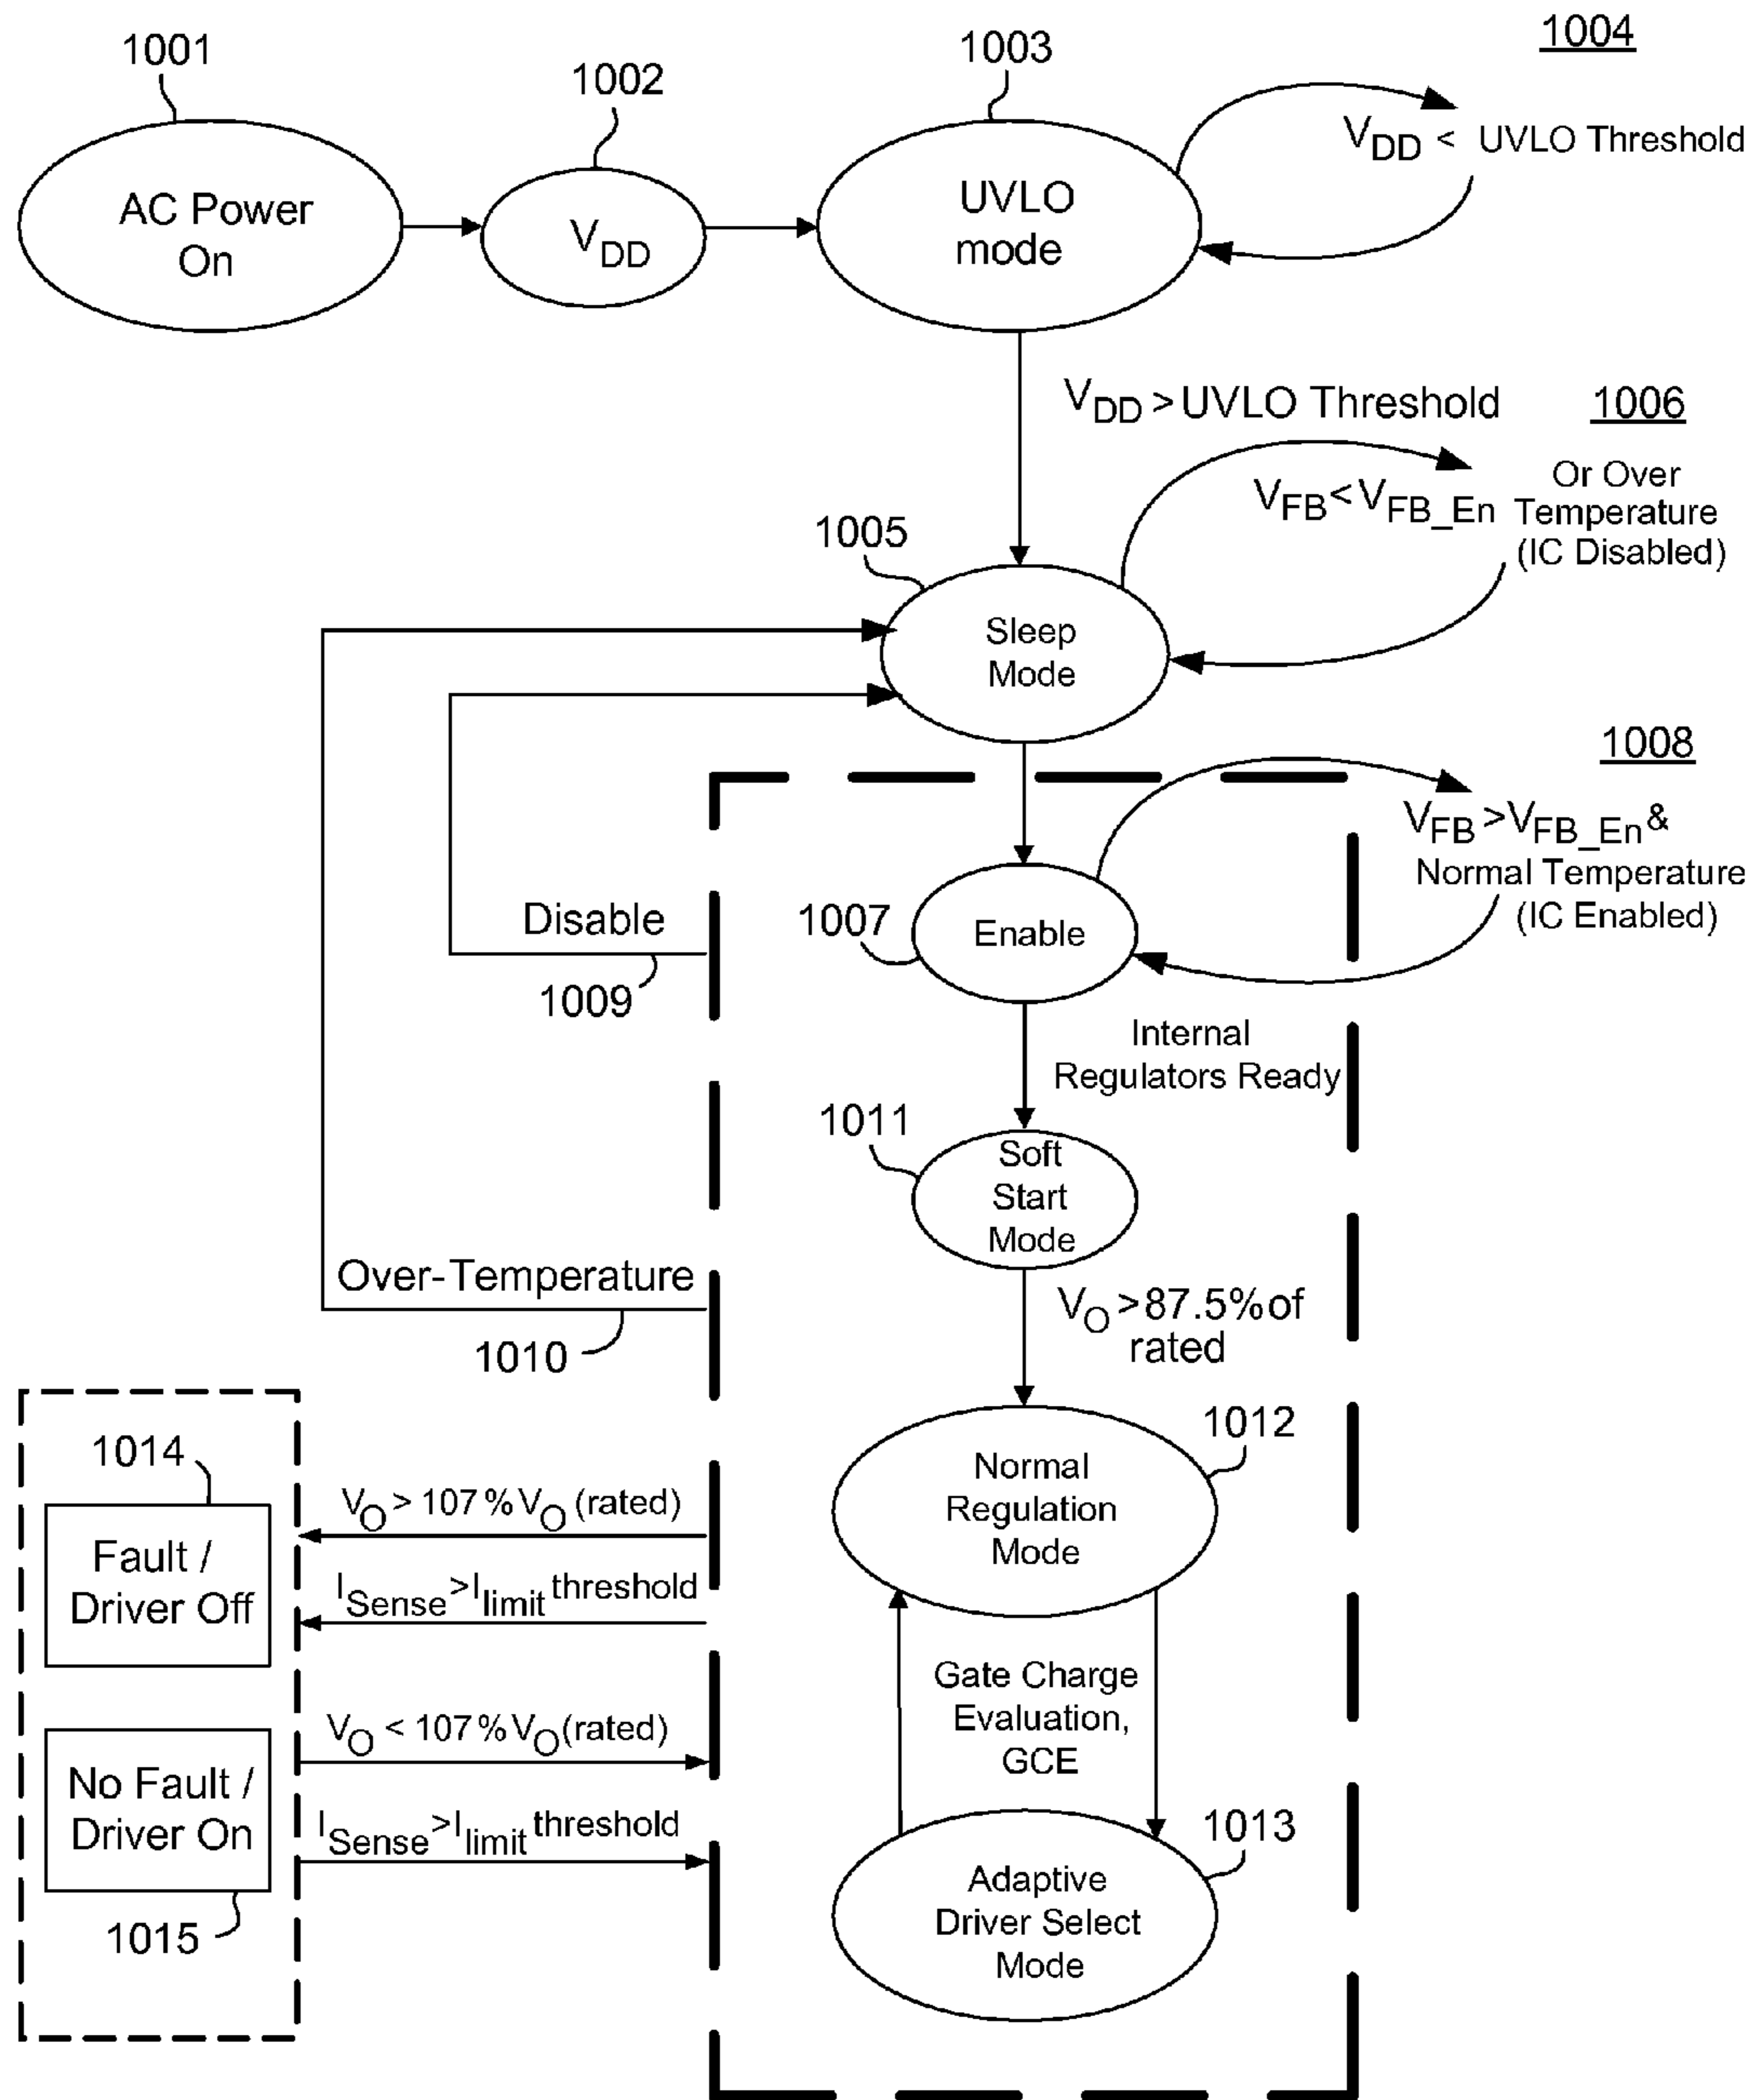 1001
1002
1003
1004
AC Power
On
VDD
UVLO
mode
VDD < UVLO Threshold
VDD > UVLO Threshold
1006
VFB < VFB_En
Or Over
Temperature
(IC Disabled)
1005
Sleep
Mode
1008
VFB > VFB_En &
Normal Temperature
(IC Enabled)
1007
Enable
Disable
1009
Internal
Regulators Ready
1011
Soft
Start
Mode
Over-Temperature
1010
VO > 87.5% of
rated
1012
Normal
Regulation
Mode
1014
Fault /
Driver Off
VO > 107 % VO (rated)
ISense > Ilimit threshold
Gate Charge
Evaluation,
GCE
VO < 107 % VO (rated)
No Fault /
Driver On
ISense > Ilimit threshold
1015
1013
Adaptive
Driver Select
Mode